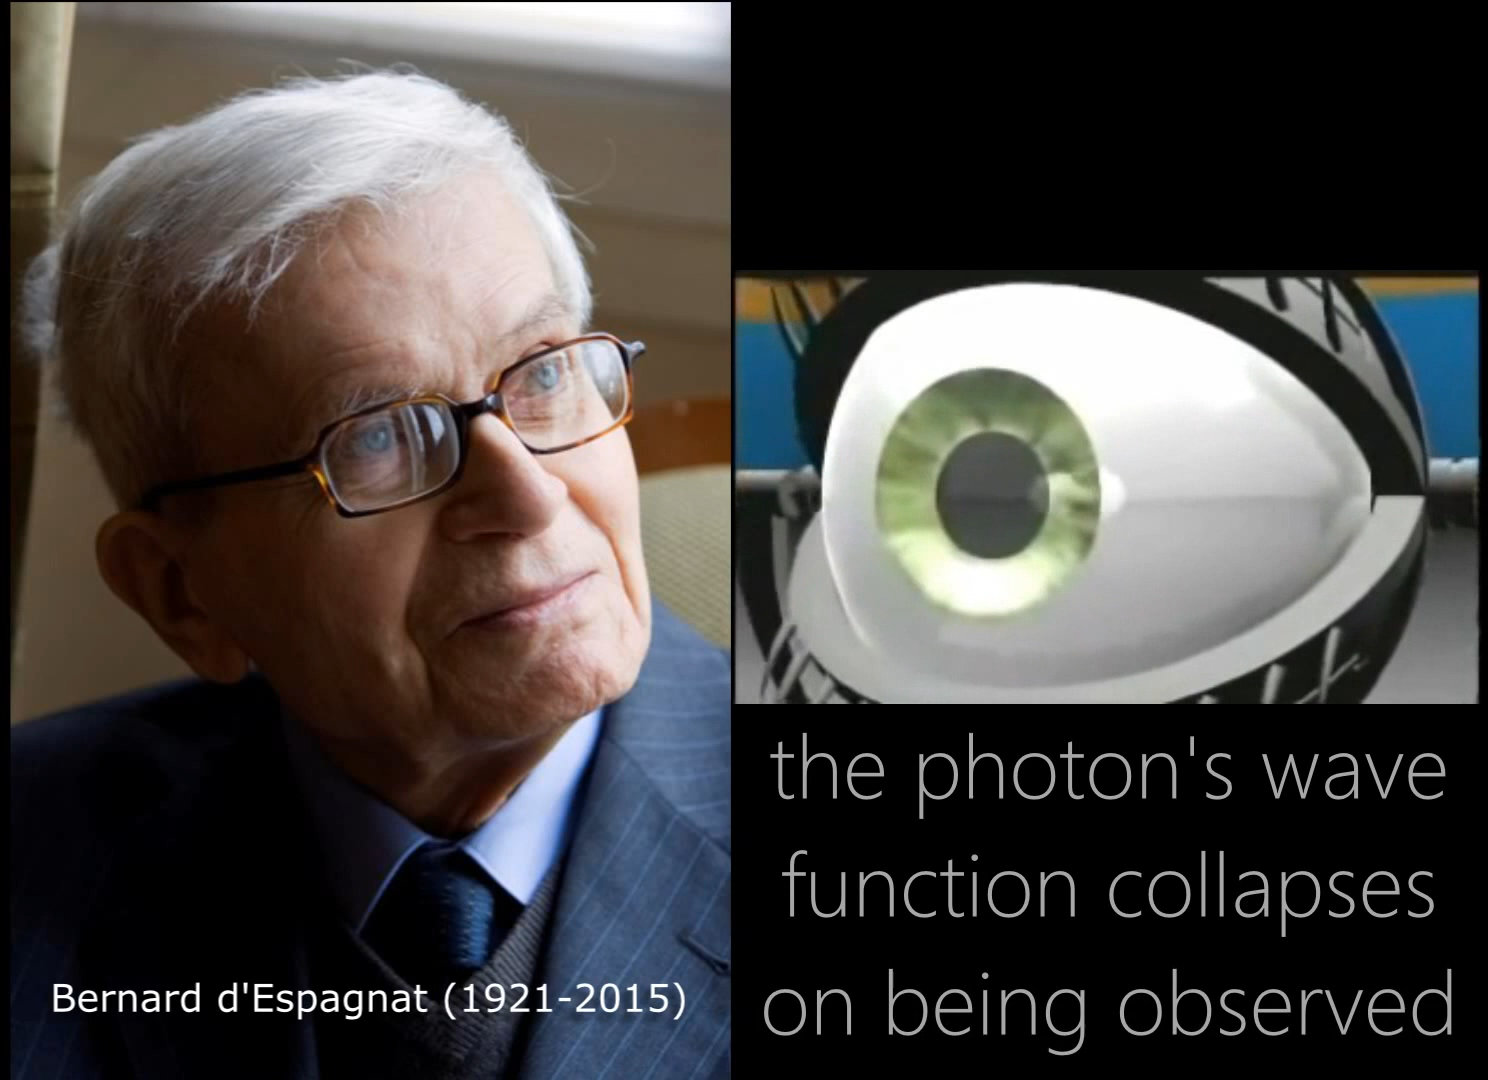 Bernard d'Espagnat (1921-2015)
the photon's wave
function collapses
on being observed